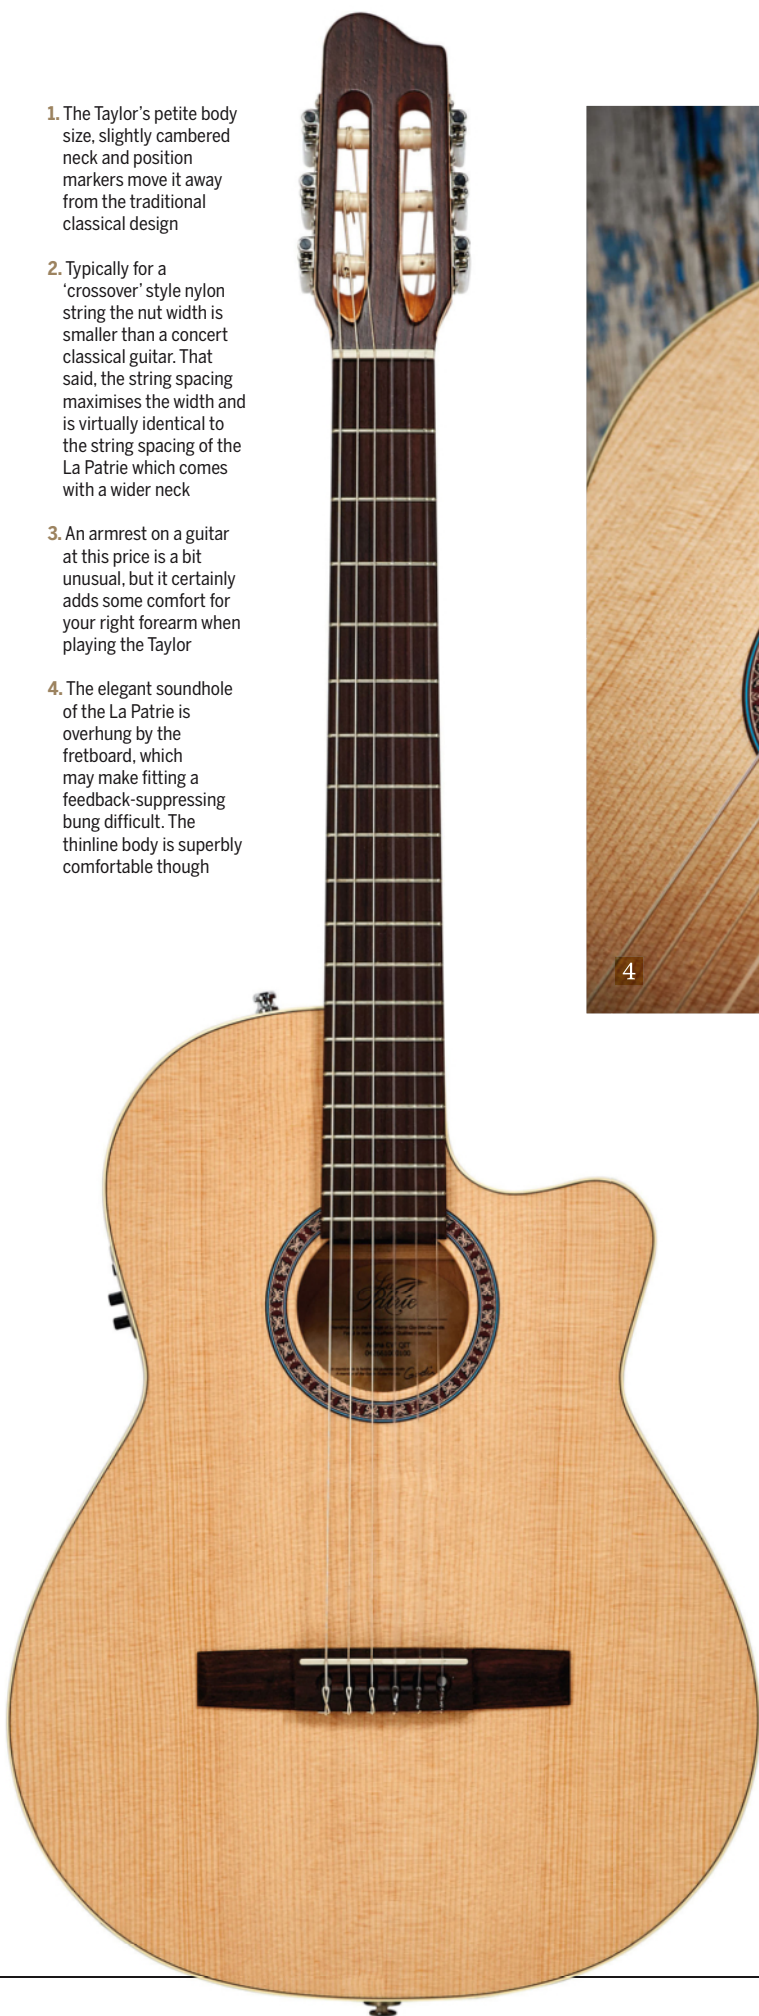 1. The Taylor's petite body
size, slightly cambered
neck and position
markers move it away
from the traditional
classical design
2. Typically for a
‘crossover’ style nylon
string the nut width is
smaller than a concert
classical guitar. That
said, the string spacing
maximises the width and
is virtually identical to
the string spacing of the
La Patrie which comes
with a wider neck
3. An armrest on a guitar
at this price is a bit
unusual, but it certainly
adds some comfort for
your right forearm when
playing the Taylor
4. The elegant soundhole
of the La Patrie is
overhung by the
fretboard, which
may make fitting a
feedback-suppressing
bung difficult. The
thinline body is superbly
comfortable though
4
La
Patrie